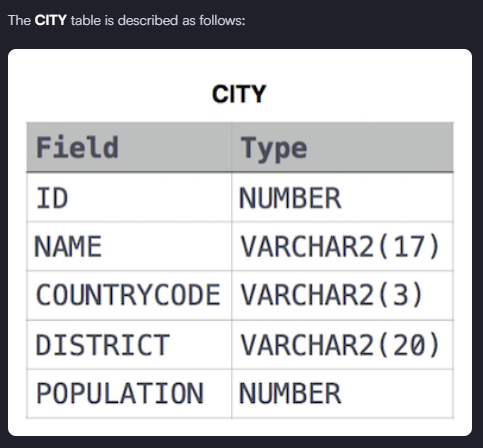 The CITY table is described as follows:
CITY
Field Type
ID NUMBER
NAME VARCHAR2(17)
COUNTRYCODE VARCHAR2(3)
DISTRICT VARCHAR2(20)
POPULATION NUMBER